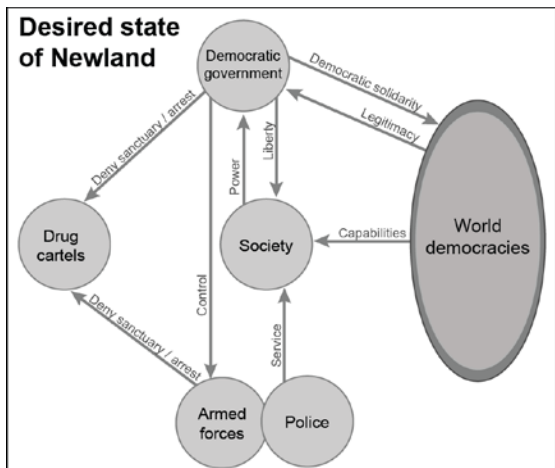 Desired state
of Newland
Democratic
government
Democratic solidarity
Legitimacy
Deny sanctuary / arrest
Power
Liberty
Drug
cartels
Society
Capabilities
World
democracies
Control
Deny sanctuary / arrest
Service
Armed
forces
Police